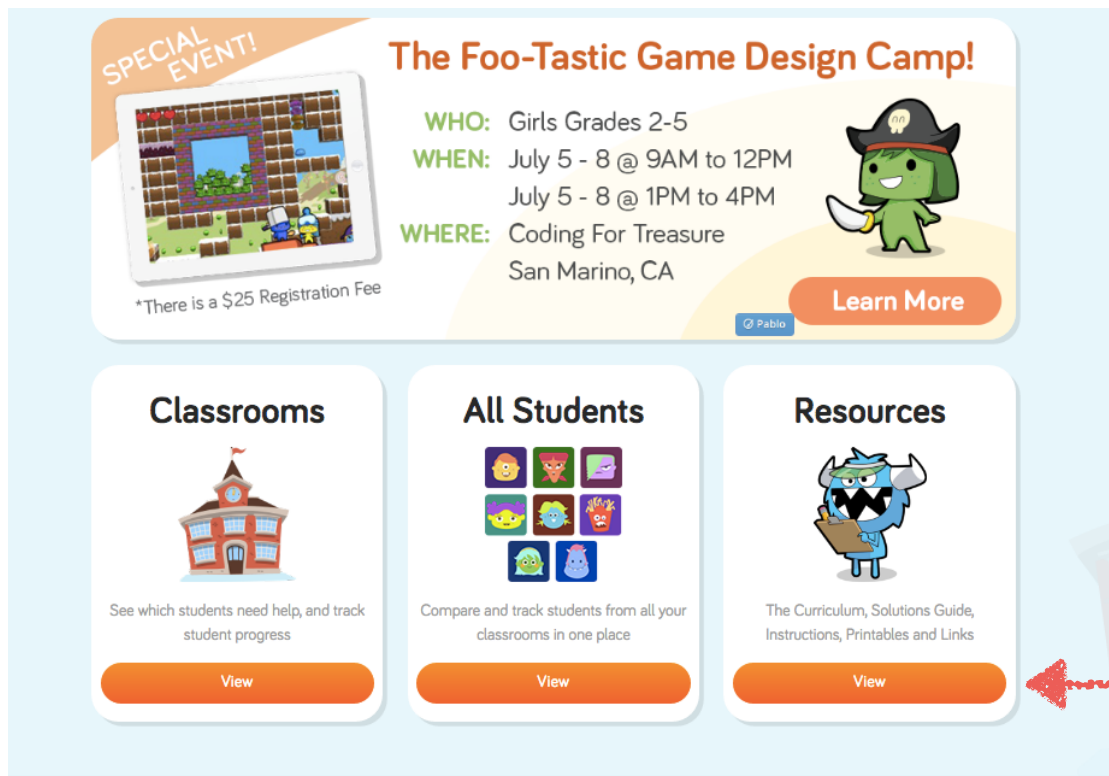 SPECIAL
EVENT!
The Foo-Tastic Game Design Camp!
WHO: Girls Grades 2-5
WHEN: July 5 - 8 @ 9AM to 12PM
July 5 - 8 @ 1PM to 4PM
WHERE: Coding For Treasure
San Marino, CA
*There is a $25 Registration Fee
Learn More
Pablo
Classrooms
See which students need help, and track
student progress
View
All Students
Compare and track students from all your
classrooms in one place
View
Resources
The Curriculum, Solutions Guide,
Instructions, Printables and Links
View